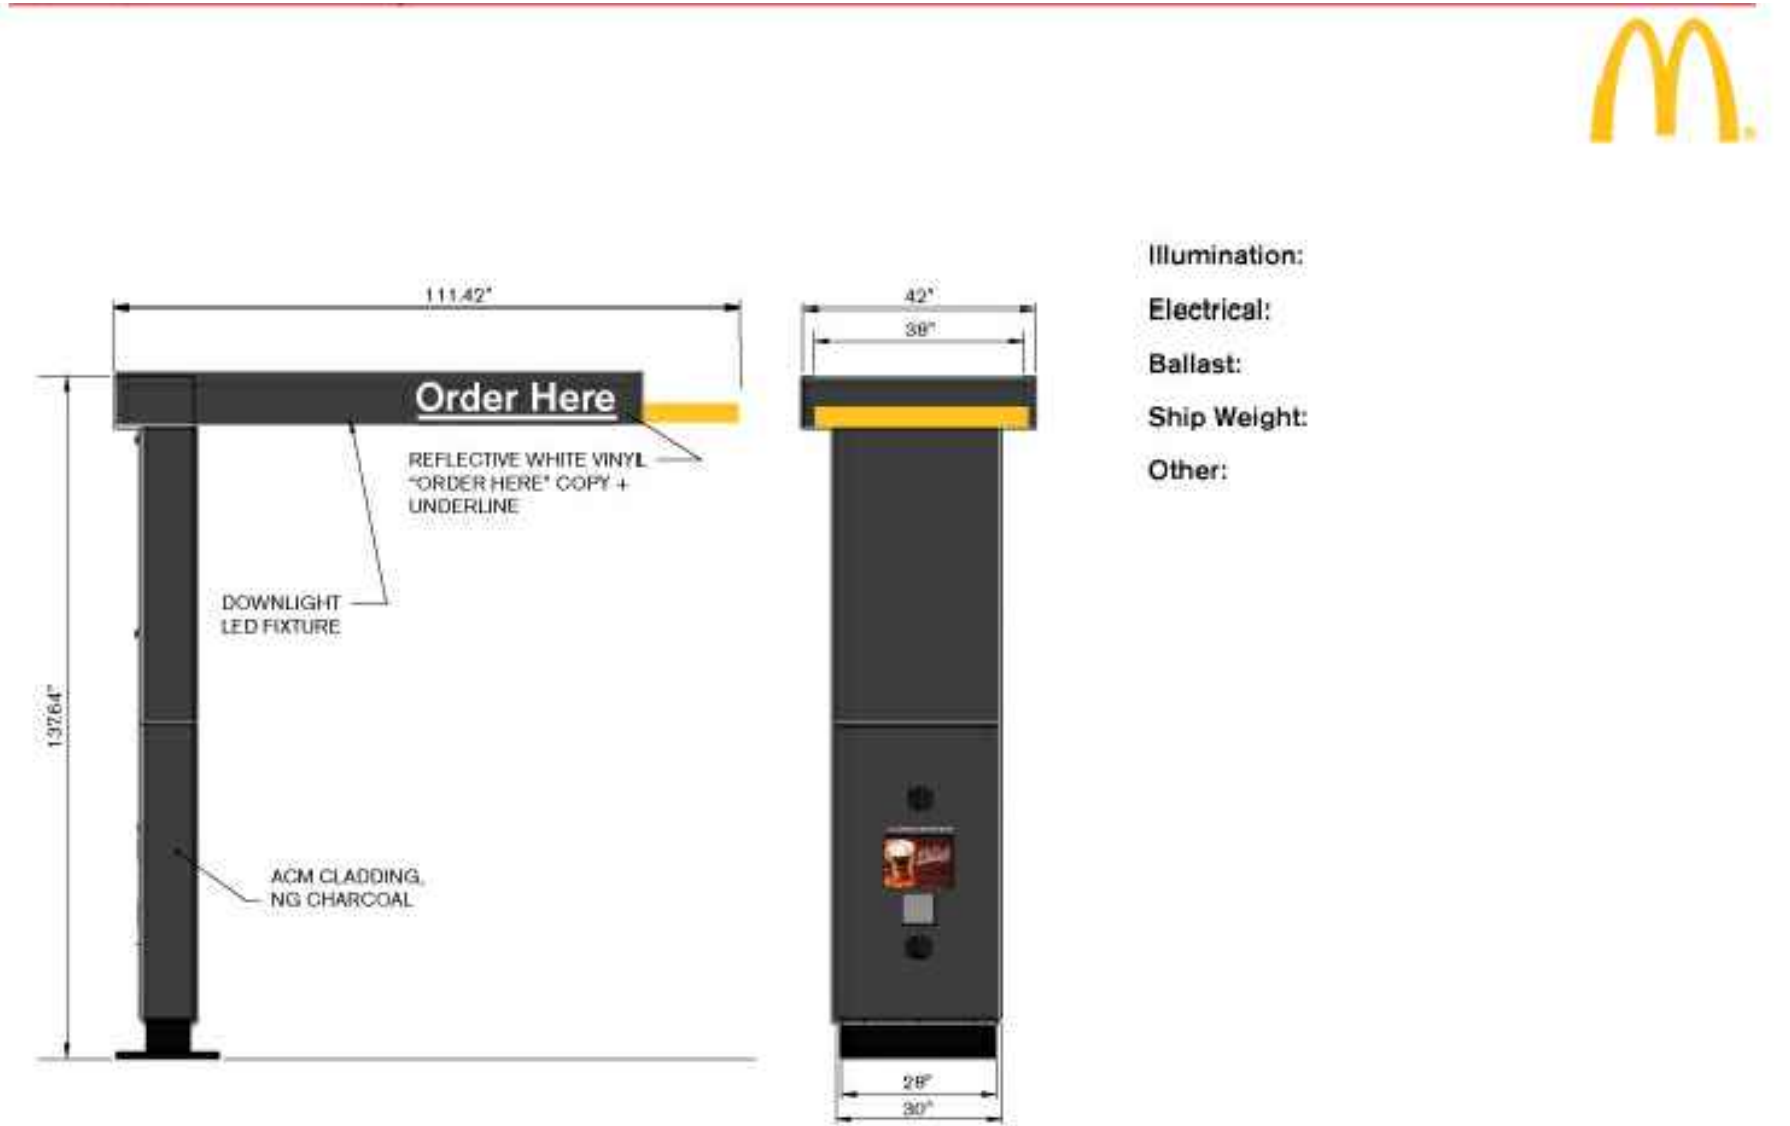 111.42"
Order Here
REFLECTIVE WHITE VINYL
"ORDER HERE" COPY +
UNDERLINE
DOWNLIGHT
LED FIXTURE
137.64"
ACM CLADDING,
NG CHARCOAL
42"
38"
28"
30"
Illumination:
Electrical:
Ballast:
Ship Weight:
Other: